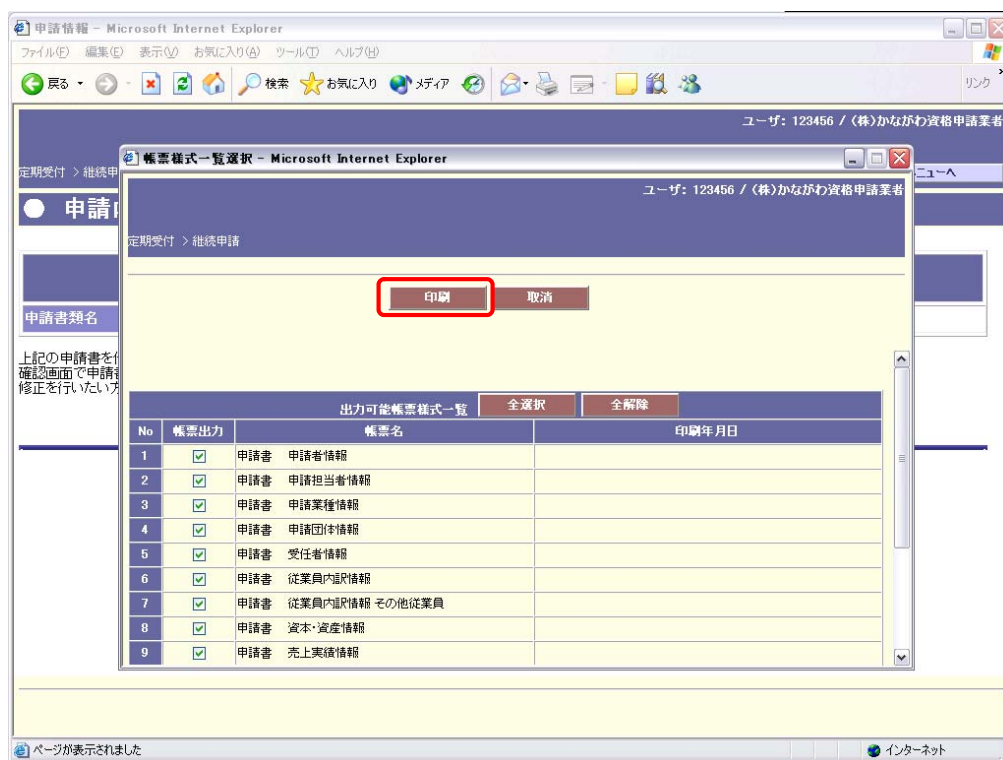 申請情報 - Microsoft Internet Explorer
ファイル(F) 編集(E) 表示(V) お気に入り(A) ツール(T) ヘルプ(H)
戻る 検索 お気に入り メディア リンク
ユーザ: 123456 / (株)かながわ資格申請業者
定期受付 > 継続申
ニューへ
申請
申請書類名
上記の申請書を
確認画面で申請
修正を行いたい方
帳票様式一覧選択 - Microsoft Internet Explorer
ユーザ: 123456 / (株)かながわ資格申請業者
定期受付 > 継続申請
印刷 取消
出力可能帳票様式一覧 全選択 全解除
No 帳票出力 帳票名 印刷年月日
1 申請書 申請者情報
2 申請書 申請担当者情報
3 申請書 申請業種情報
4 申請書 申請団体情報
5 申請書 受任者情報
6 申請書 従業員内訳情報
7 申請書 従業員内訳情報 その他従業員
8 申請書 資本・資産情報
9 申請書 売上実績情報
ページが表示されました インターネット